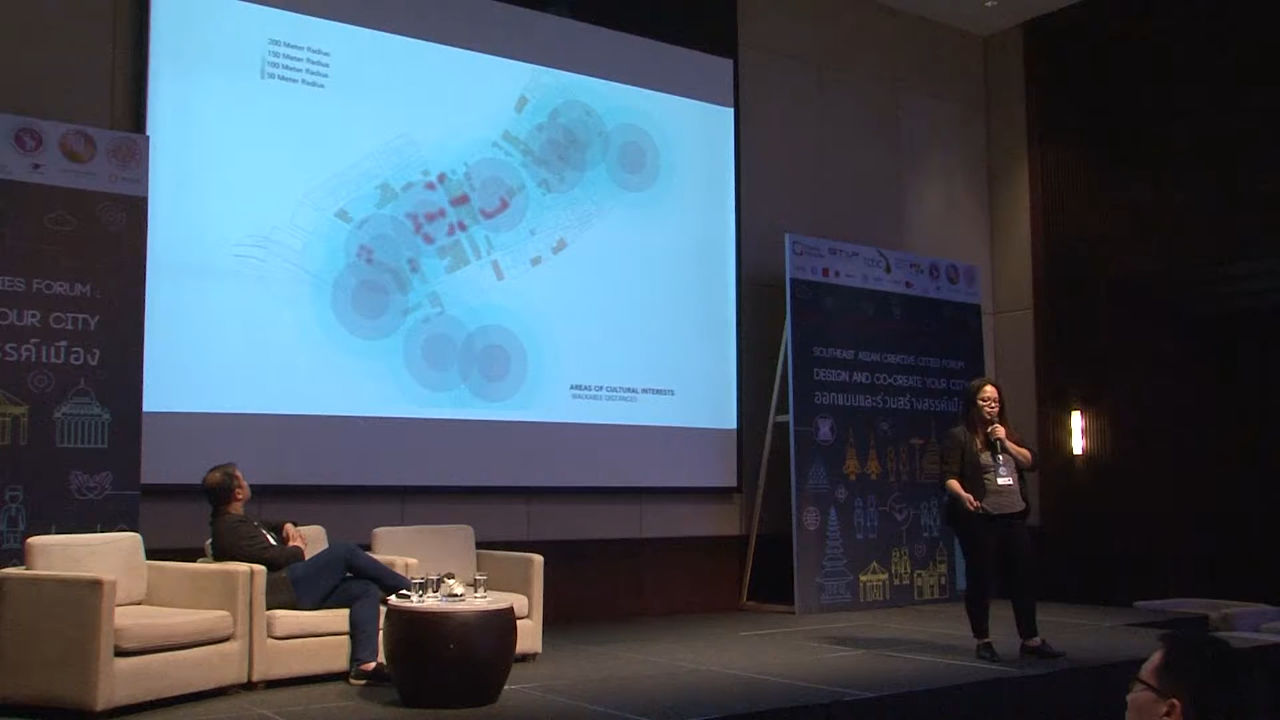 200 Meter Radius
150 Meter Radius
100 Meter Radius
50 Meter Radius
AREAS OF CULTURAL INTERESTS
WALKABLE DISTANCES
IES FORUM :
OUR CITY
รรค์เมือง
SOUTHEAST ASIAN CREATIVE CITIES FORUM
DESIGN AND CO-CREATE YOUR CITY
ออกแบบและร่วมสร้างสรรค์เมือ